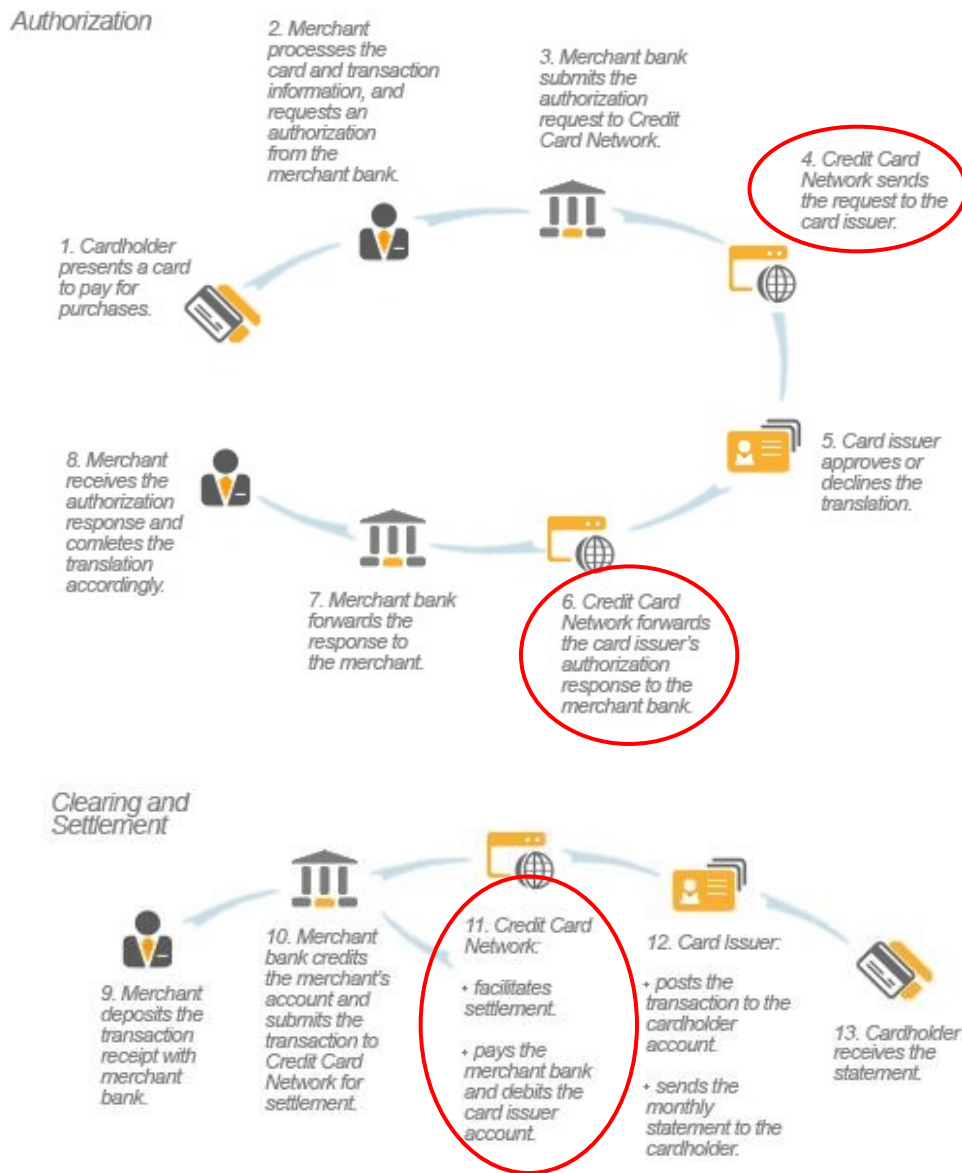 Authorization
1. Cardholder
presents a card
to pay for
purchases.
2. Merchant
processes the
card and transaction
information, and
requests an
authorization
from the
merchant bank.
3. Merchant bank
submits the
authorization
request to Credit
Card Network.
4. Credit Card
Network sends
the request to the
card issuer.
5. Card issuer
approves or
declines the
translation.
6. Credit Card
Network forwards
the card issuer's
authorization
response to the
merchant bank.
7. Merchant bank
forwards the
response to
the merchant.
8. Merchant
receives the
authorization
response and
comletes the
translation
accordingly.
Clearing and
Settlement
9. Merchant
deposits the
transaction
receipt with
merchant
bank.
10. Merchant
bank credits
the merchant's
account and
submits the
transaction to
Credit Card
Network for
settlement.
11. Credit Card
Network:
+ facilitates
settlement.
+ pays the
merchant bank
and debits the
card issuer
account.
12. Card Issuer:
+ posts the
transaction to the
cardholder
account.
+ sends the
monthly
statement to the
cardholder.
13. Cardholder
receives the
statement.